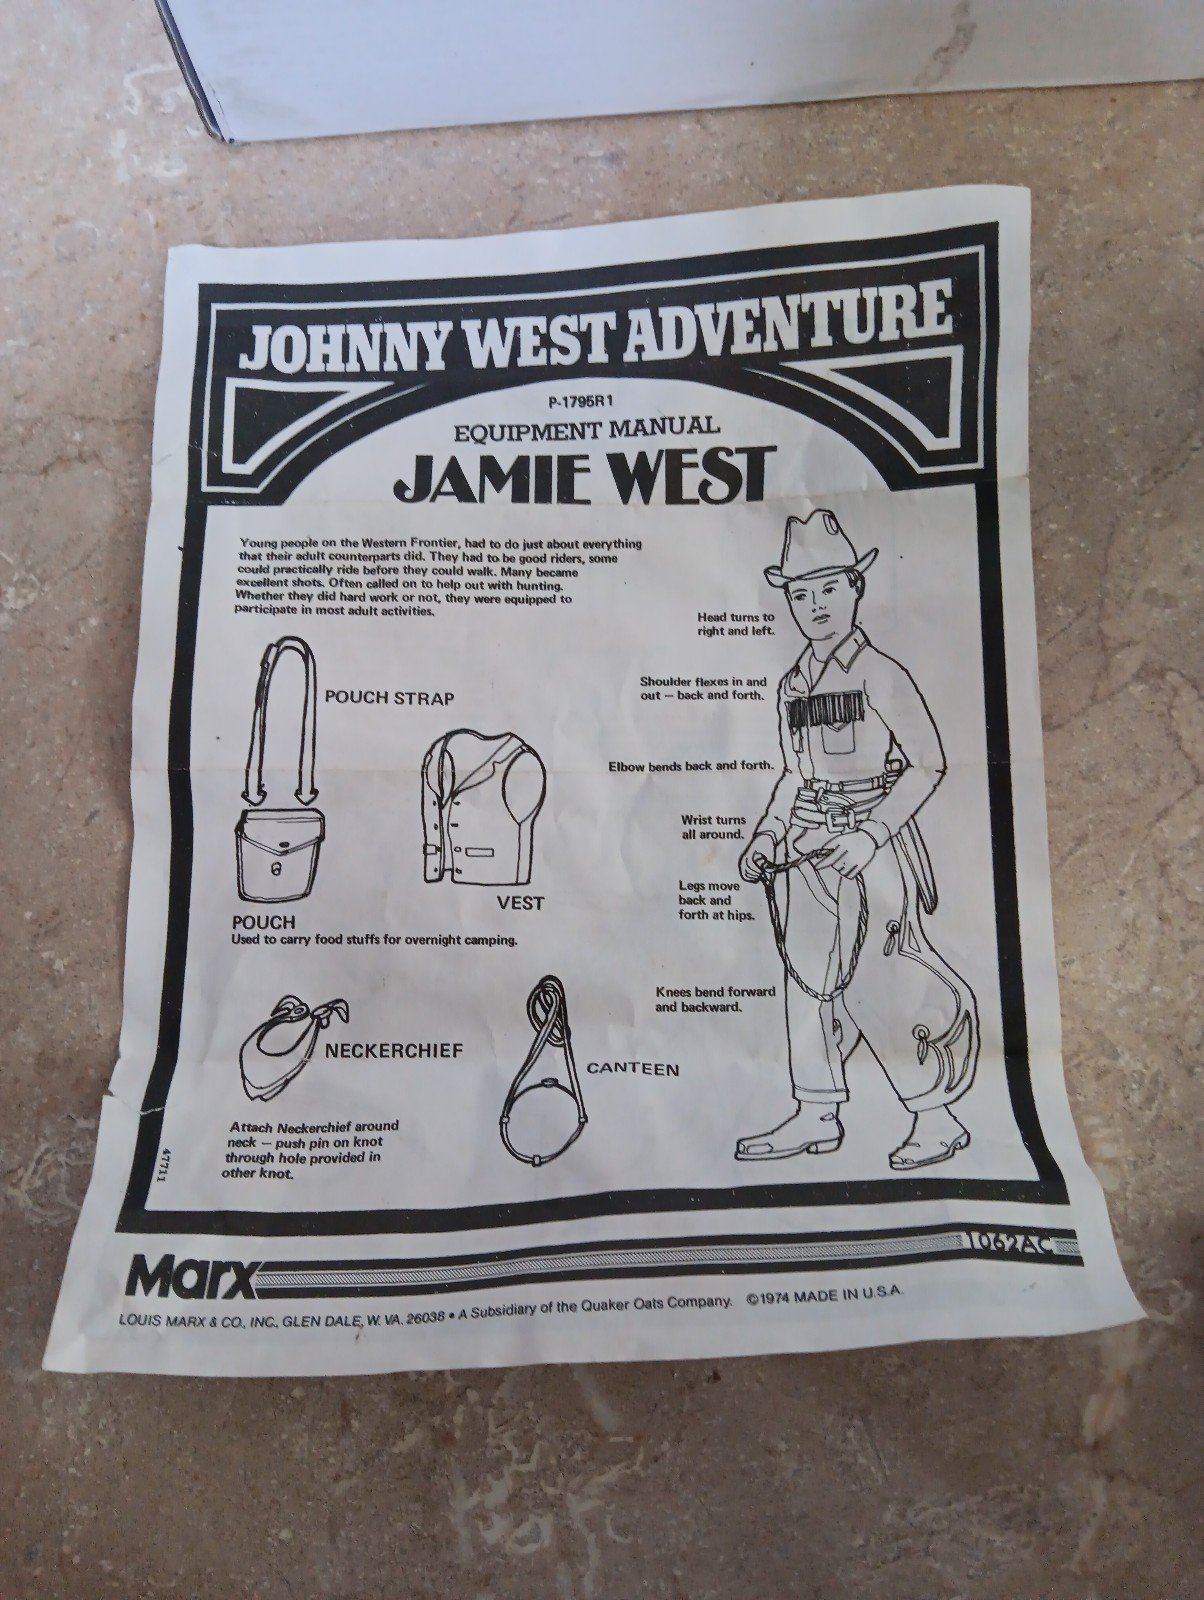 JOHNNY WEST ADVENTURE
P-1795R1
EQUIPMENT MANUAL
JAMIE WEST
Young people on the Western Frontier, had to do just about everything
that their adult counterparts did. They had to be good riders, some
could practically ride before they could walk. Many became
excellent shots. Often called on to help out with hunting.
Whether they did hard work or not, they were equipped to
participate in most adult activities.
Head turns to
right and left.
Shoulder flexes in and
out — back and forth.
Elbow bends back and forth.
Wrist turns
all around.
Legs move
back and
forth at hips.
Knees bend forward
and backward.
POUCH STRAP
VEST
POUCH
Used to carry food stuffs for overnight camping.
NECKERCHIEF
CANTEEN
Attach Neckerchief around
neck — push pin on knot
through hole provided in
other knot.
47711
Marx
1062AC
LOUIS MARX & CO., INC., GLEN DALE, W. VA. 26038 • A Subsidiary of the Quaker Oats Company. ©1974 MADE IN U.S.A.